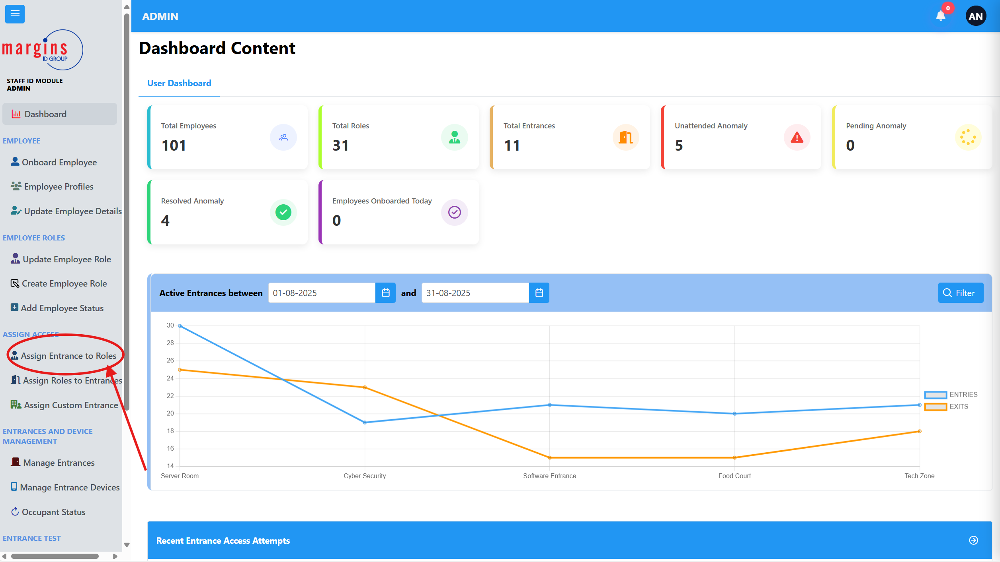 margins
ID GROUP
STAFF ID MODULE
ADMIN
Dashboard
EMPLOYEE
Onboard Employee
Employee Profiles
Update Employee Details
EMPLOYEE ROLES
Update Employee Role
Create Employee Role
Add Employee Status
ASSIGN ACCESS
Assign Entrance to Roles
Assign Roles to Entrances
Assign Custom Entrance
ENTRANCES AND DEVICE
MANAGEMENT
Manage Entrances
Manage Entrance Devices
Occupant Status
ENTRANCE TEST
ADMIN
0
AN
Dashboard Content
User Dashboard
Total Employees
101
Total Roles
31
Total Entrances
11
Unattended Anomaly
5
Pending Anomaly
0
Resolved Anomaly
4
Employees Onboarded Today
0
Active Entrances between 01-08-2025 and 31-08-2025 Filter
30
28
26
24
22
20
18
16
14
Server Room Cyber Security Software Entrance Food Court Tech Zone
ENTRIES
EXITS
Recent Entrance Access Attempts